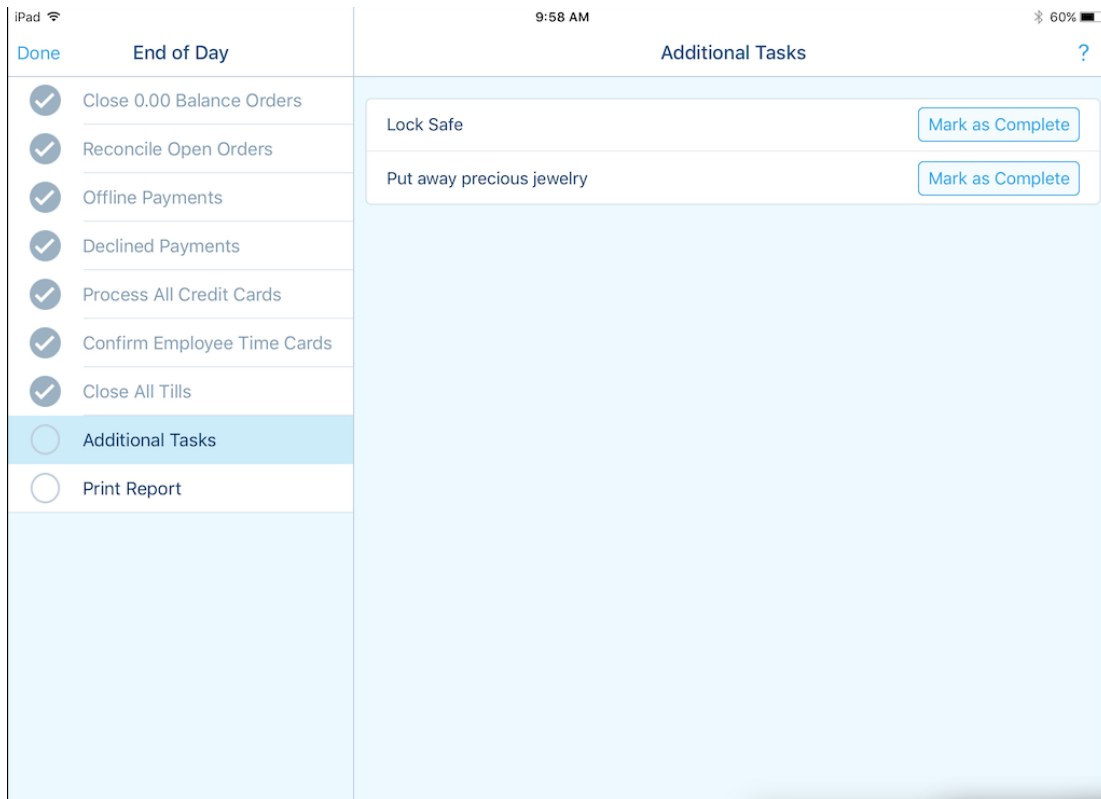 iPad 9:58 AM 60%
Done End of Day Additional Tasks ?
Close 0.00 Balance Orders
Reconcile Open Orders
Offline Payments
Declined Payments
Process All Credit Cards
Confirm Employee Time Cards
Close All Tills
Additional Tasks
Print Report
Lock Safe Mark as Complete
Put away precious jewelry Mark as Complete